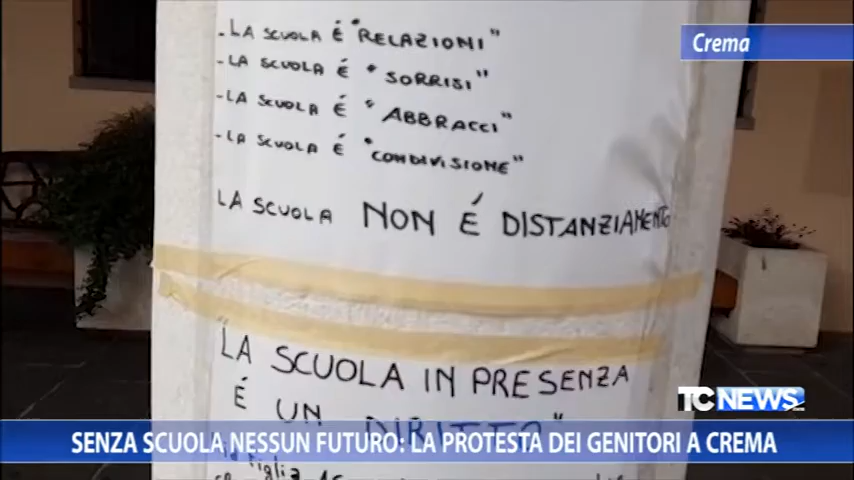 -LA SCUOLA É "RELAZIONI"
-LA SCUOLA É "SORRISI"
-LA SCUOLA É "ABBRACCI"
-LA SCUOLA É "CONDIVISIONE"
LA SCUOLA NON É DISTANZIAMENTO
"LA SCUOLA IN PRESENZA
É UN DIRITTO"
Crema
TC NEWS
SENZA SCUOLA NESSUN FUTURO: LA PROTESTA DEI GENITORI A CREMA